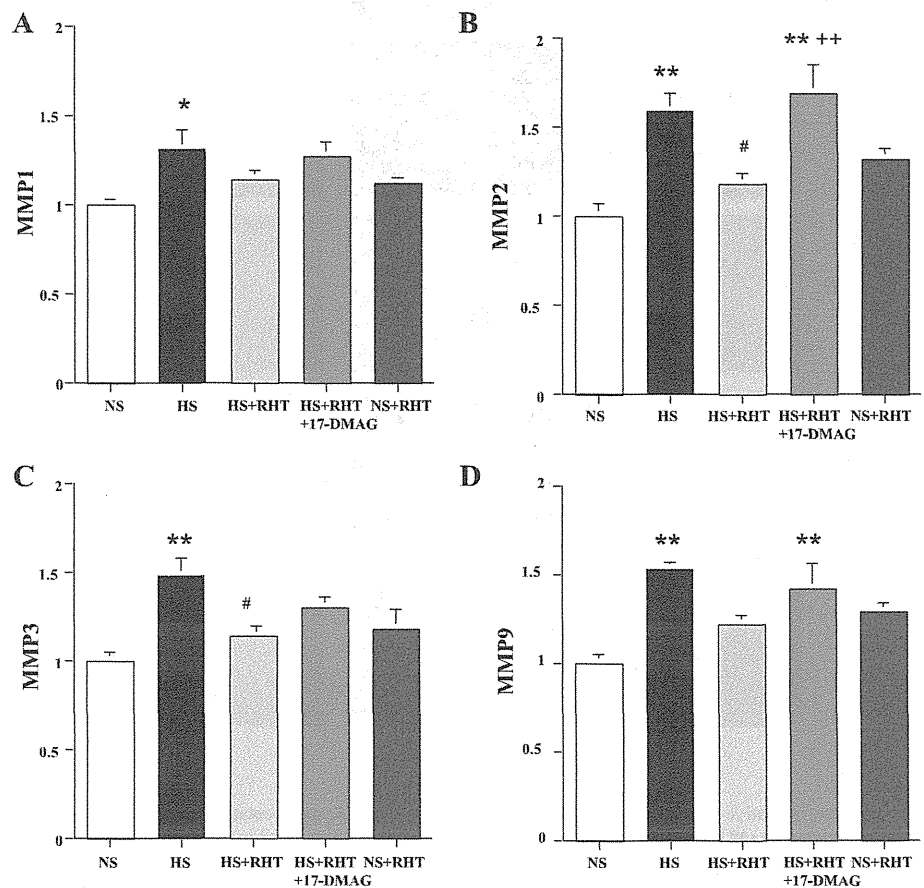 A
MMP1
2
1.5
1
0.5
0
*
NS HS HS+RHT HS+RHT NS+RHT
+17-DMAG
B
MMP2
2
1.5
1
0.5
0
** # ** ++
NS HS HS+RHT HS+RHT NS+RHT
+17-DMAG
C
MMP3
2
1.5
1
0.5
0
** #
NS HS HS+RHT HS+RHT NS+RHT
+17-DMAG
D
MMP9
2
1.5
1
0.5
0
** **
NS HS HS+RHT HS+RHT NS+RHT
+17-DMAG